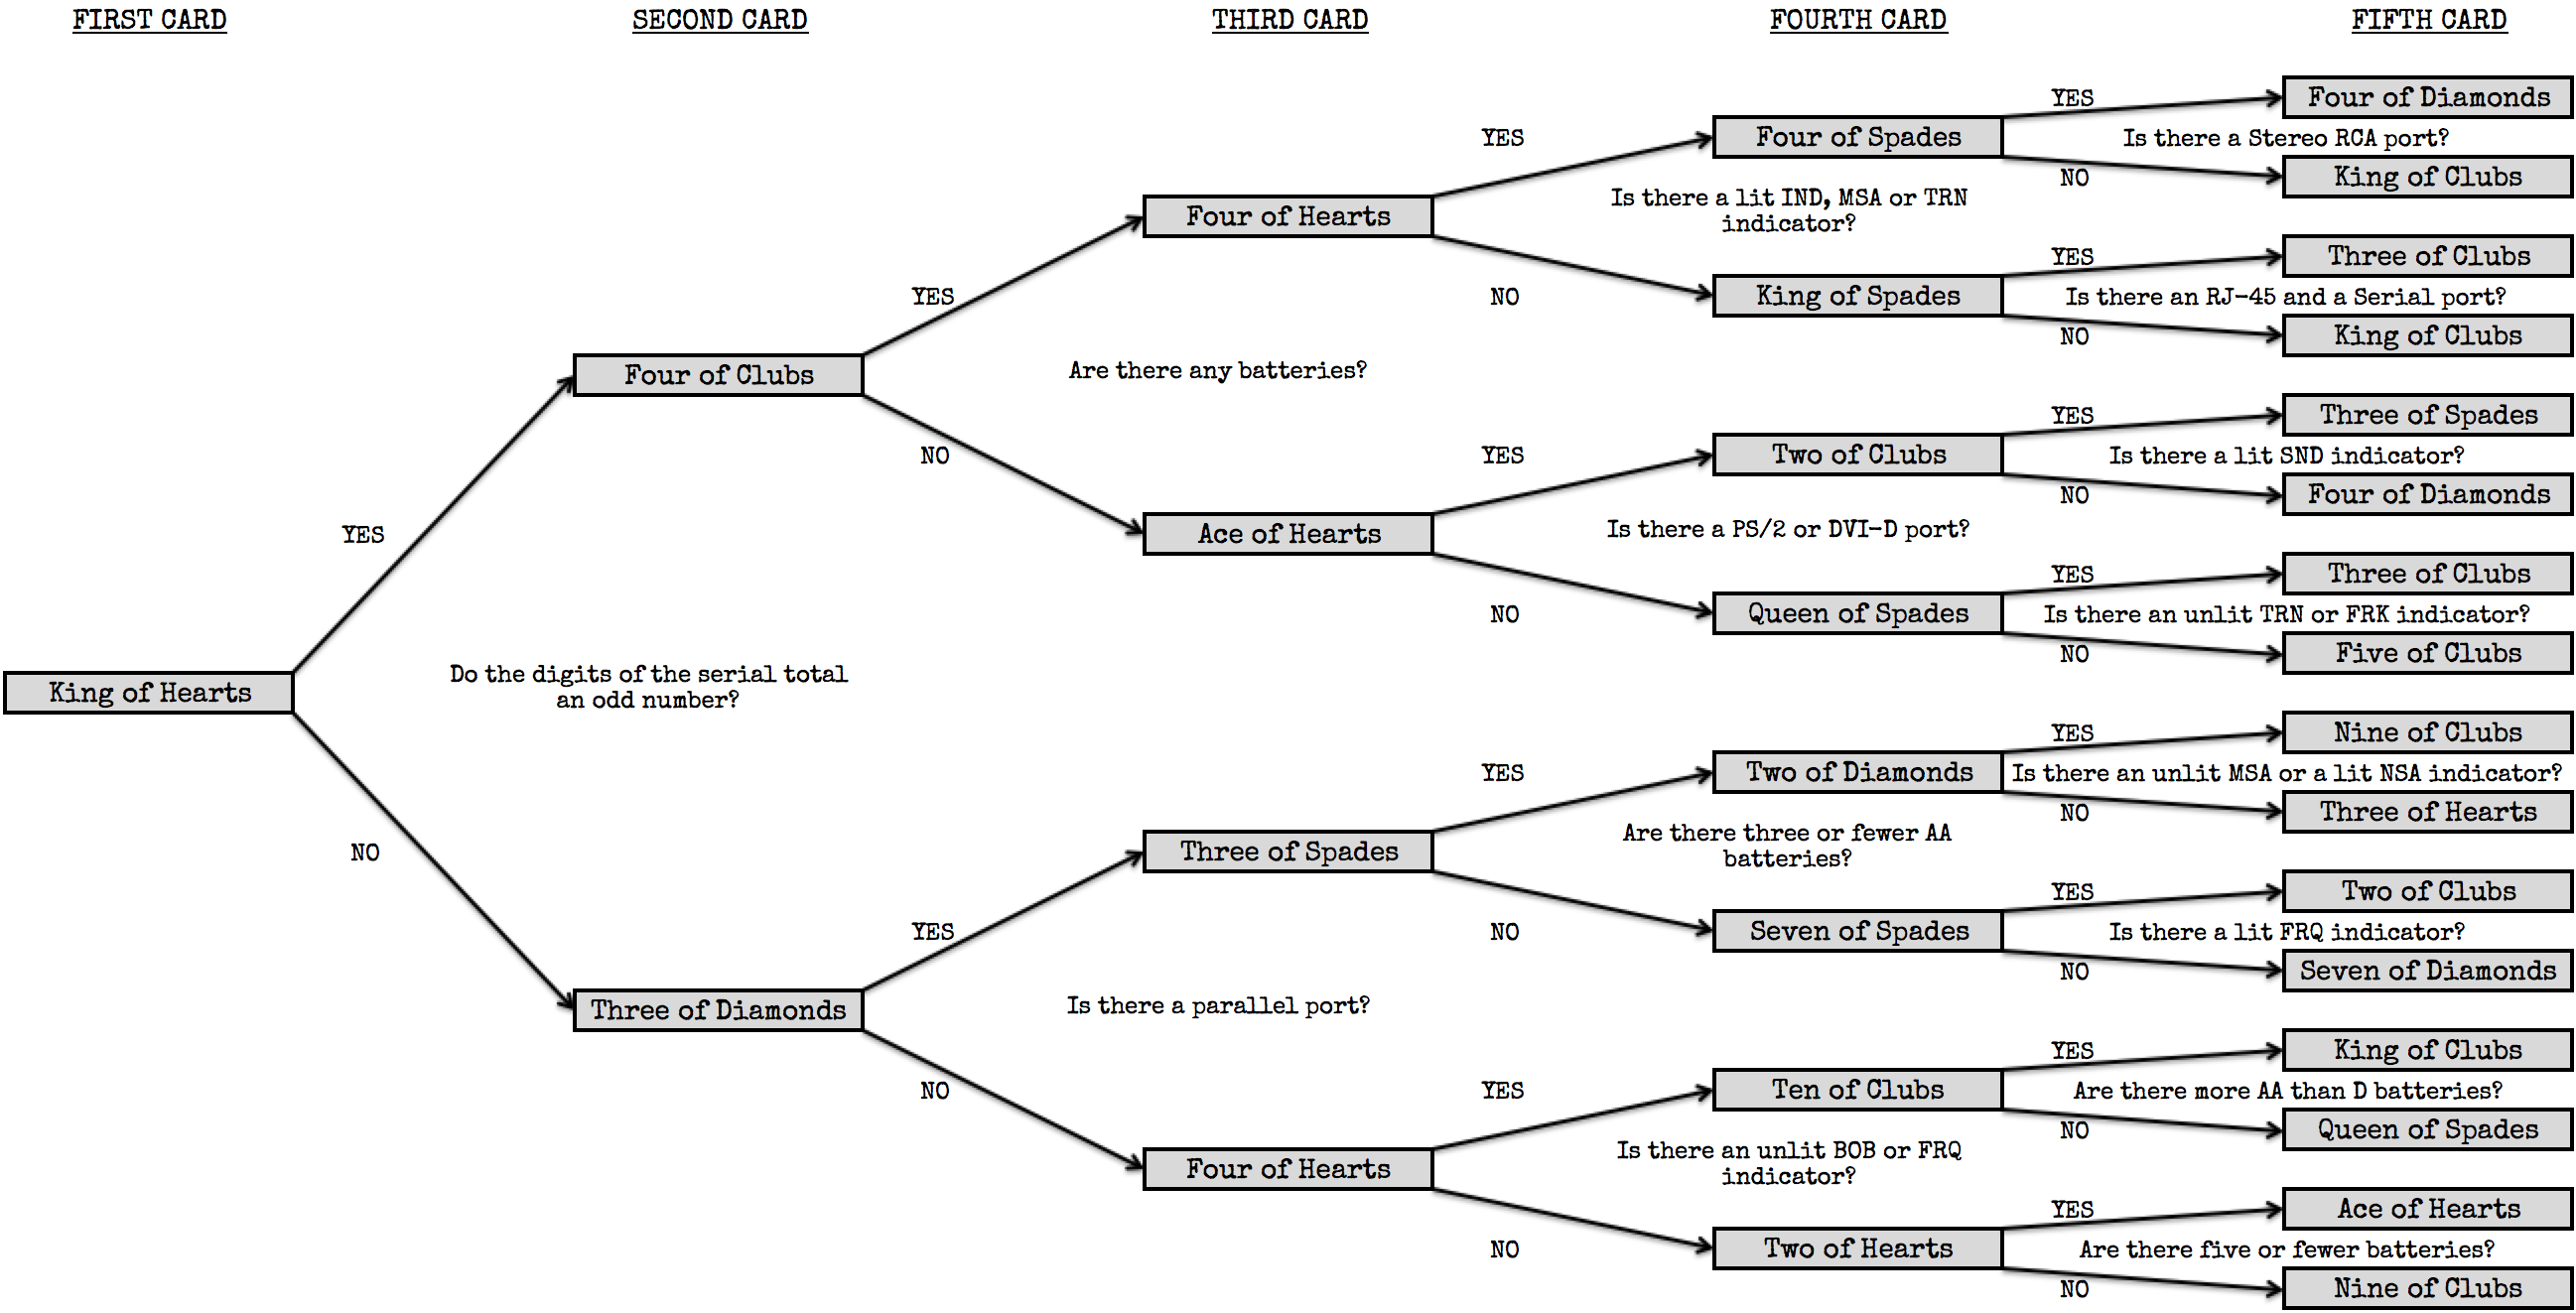 FIRST CARD
SECOND CARD
THIRD CARD
FOURTH CARD
FIFTH CARD
King of Hearts
YES
NO
Do the digits of the serial total
an odd number?
Four of Clubs
YES
NO
Are there any batteries?
Three of Diamonds
YES
NO
Is there a parallel port?
Four of Hearts
YES
NO
Is there a lit IND, MSA or TRN
indicator?
Ace of Hearts
YES
NO
Is there a PS/2 or DVI-D port?
Three of Spades
YES
NO
Are there three or fewer AA
batteries?
Four of Hearts
YES
NO
Is there an unlit BOB or FRQ
indicator?
Four of Spades
YES
Is there a Stereo RCA port?
NO
Four of Diamonds
King of Clubs
King of Spades
YES
Is there an RJ-45 and a Serial port?
NO
Three of Clubs
King of Clubs
Two of Clubs
YES
Is there a lit SND indicator?
NO
Three of Spades
Four of Diamonds
Queen of Spades
YES
Is there an unlit TRN or FRK indicator?
NO
Three of Clubs
Five of Clubs
Two of Diamonds
YES
Is there an unlit MSA or a lit NSA indicator?
NO
Nine of Clubs
Three of Hearts
Seven of Spades
YES
Is there a lit FRQ indicator?
NO
Two of Clubs
Seven of Diamonds
Ten of Clubs
YES
Are there more AA than D batteries?
NO
King of Clubs
Queen of Spades
Two of Hearts
YES
Are there five or fewer batteries?
NO
Ace of Hearts
Nine of Clubs